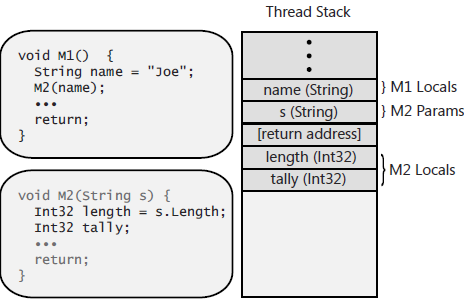 Thread Stack
void M1() {
String name = "Joe";
M2(name);
•••
return;
}
•
•
•
name (String)
} M1 Locals
s (String)
} M2 Params
[return address]
length (Int32)
tally (Int32)
} M2 Locals
void M2(String s) {
Int32 length = s.Length;
Int32 tally;
•••
return;
}